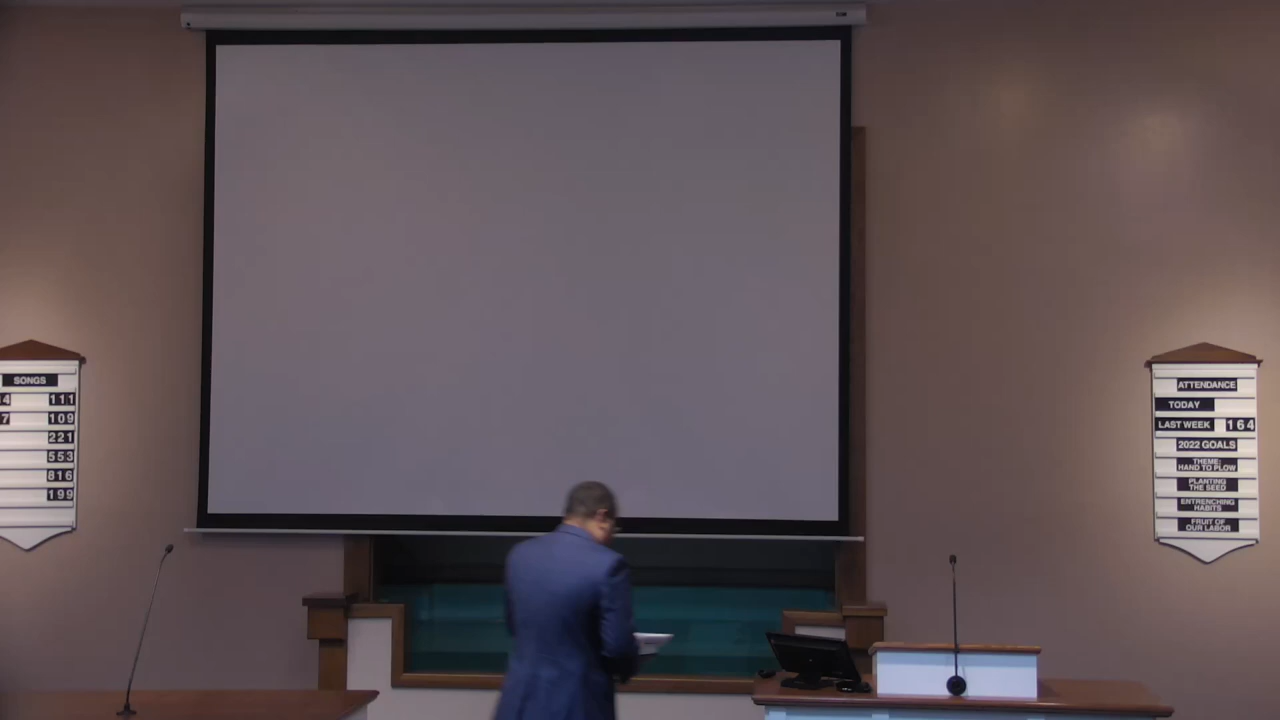 SONGS
4 111
7 109
221
553
816
199
ATTENDANCE
TODAY
LAST WEEK 164
2022 GOALS
THEME:
HAND TO PLOW
PLANTING
THE SEED
ENTRENCHING
HABITS
FRUIT OF
OUR LABOR